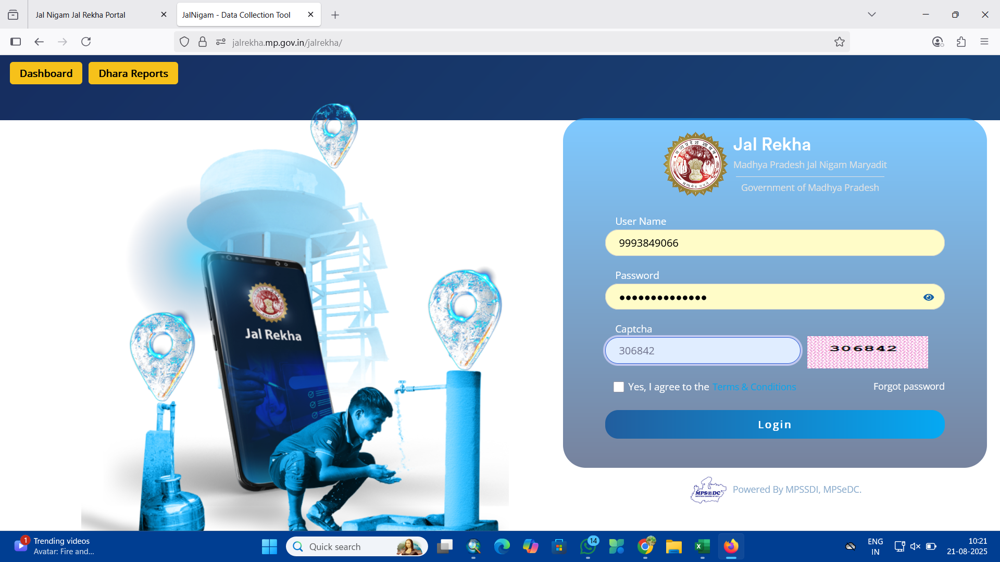 Jal Nigam Jal Rekha Portal
JalNigam - Data Collection Tool
jalrekha.mp.gov.in/jalrekha/
Dashboard
Dhara Reports
Jal Rekha
Jal Rekha
Madhya Pradesh Jal Nigam Maryadit
Government of Madhya Pradesh
User Name
9993849066
Password
Captcha
306842
306842
Yes, I agree to the Terms & Conditions
Forgot password
Login
MPSeDC
Powered By MPSSDI, MPSeDC.
1
Trending videos
Avatar: Fire and...
Quick search
14
ENG
IN
10:21
21-08-2025